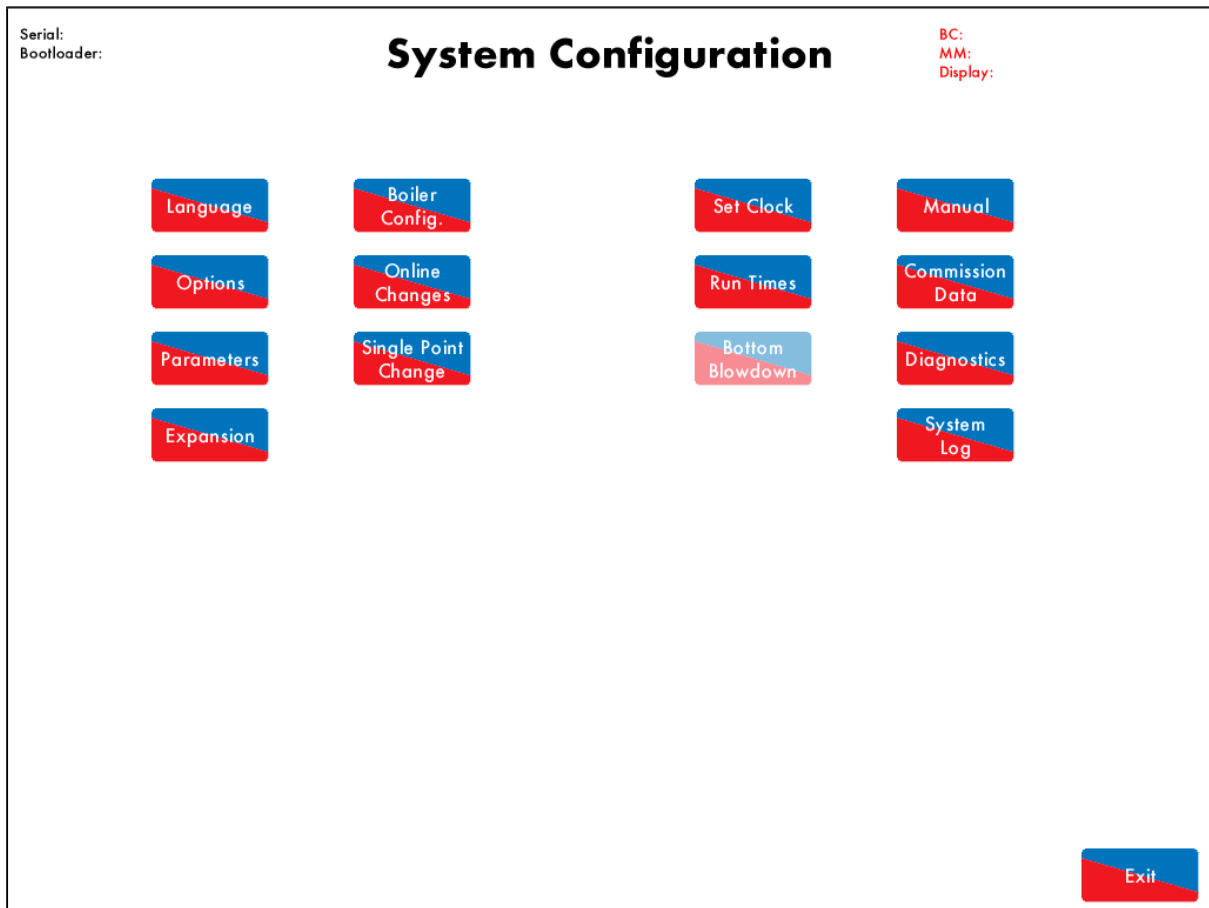 Serial:
Bootloader:
System Configuration
BC:
MM:
Display:
Language
Boiler
Config.
Set Clock
Manual
Options
Online
Changes
Run Times
Commission
Data
Parameters
Single Point
Change
Bottom
Blowdown
Diagnostics
Expansion
System
Log
Exit